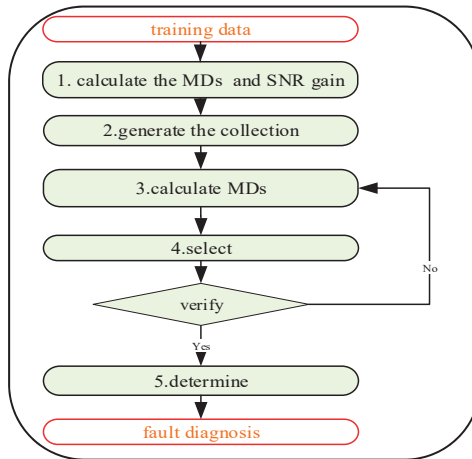 training data
1. calculate the MDs and SNR gain
2.generate the collection
3.calculate MDs
4.select
No
verify
Yes
5.determine
fault diagnosis